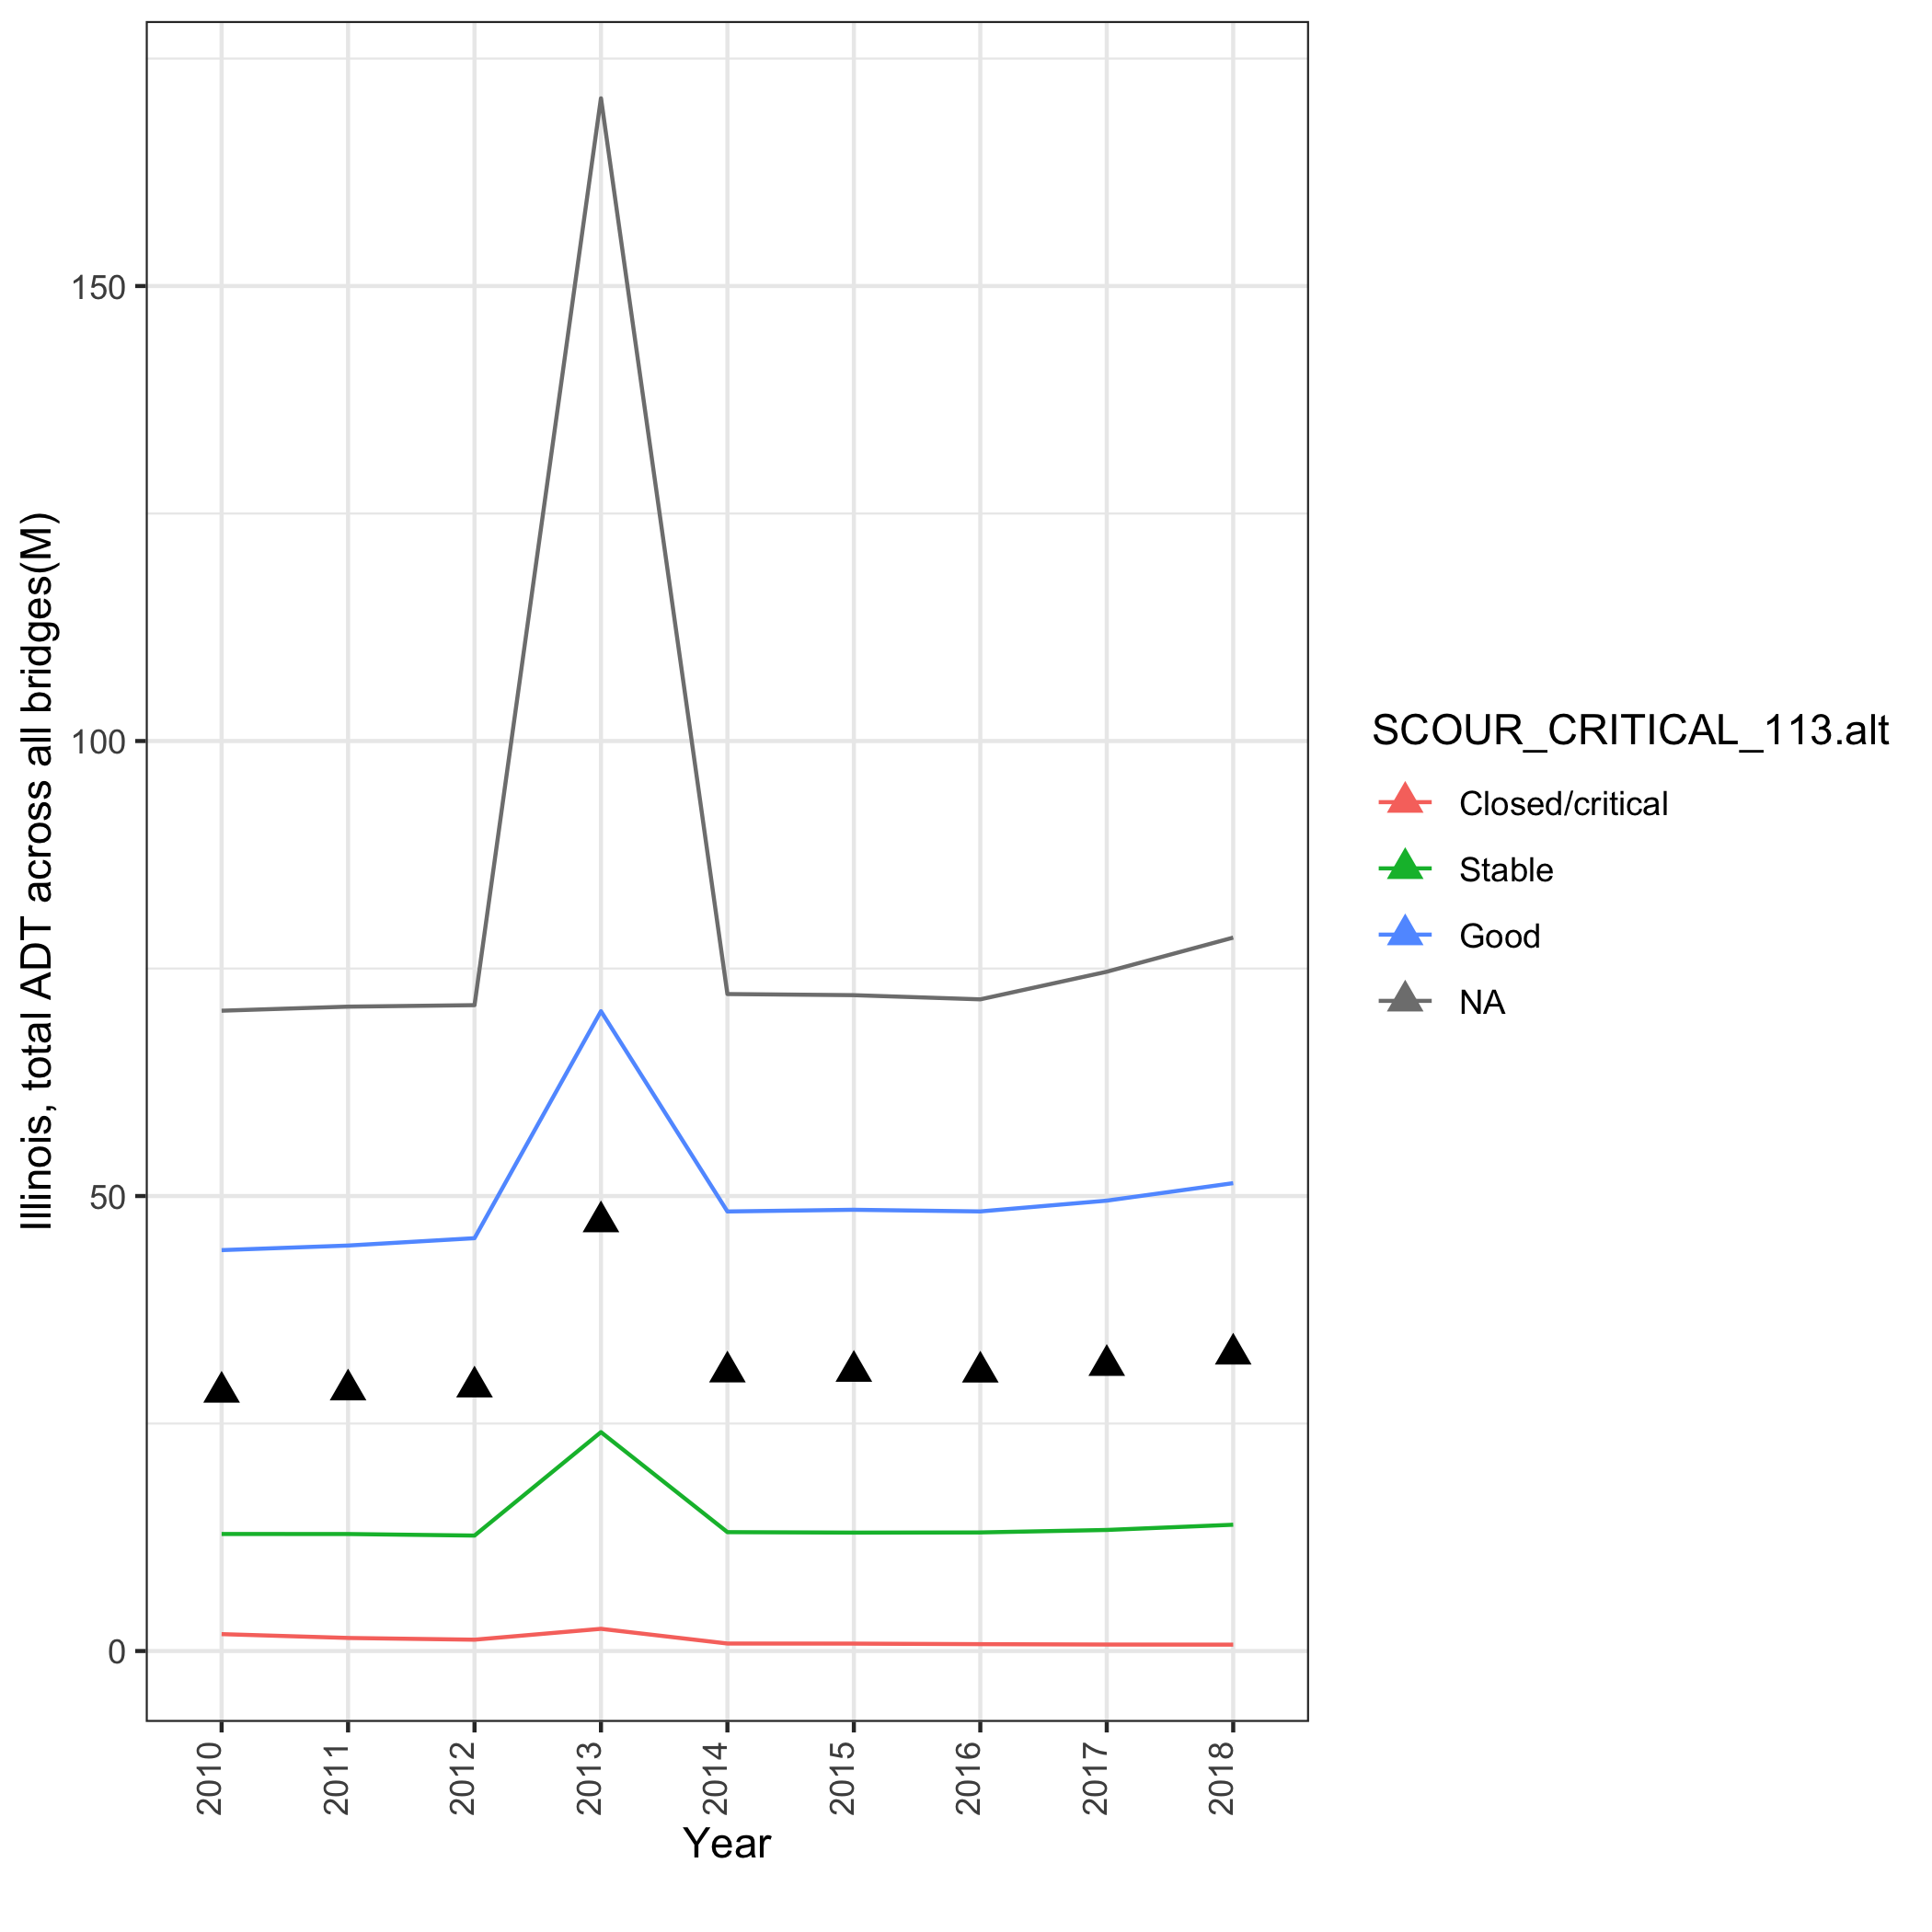 Illinois, total ADT across all bridges(M)
150
100
50
0
2010
2011
2012
2013
2014
2015
2016
2017
2018
Year
SCOUR_CRITICAL_113.alt
Closed/critical
Stable
Good
NA